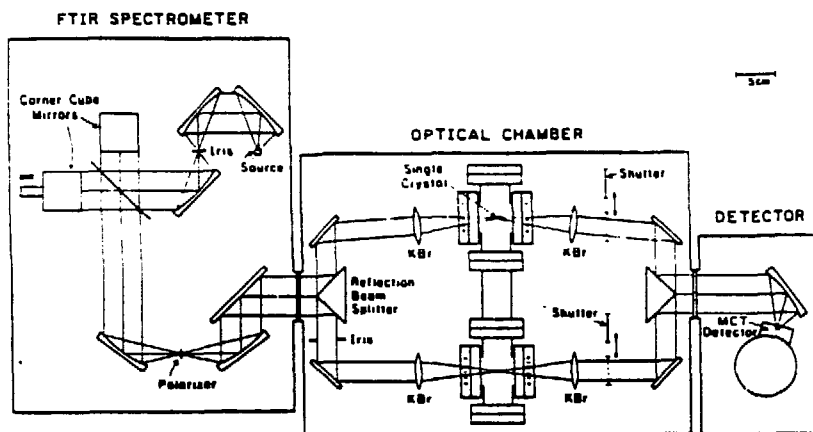 FTIR SPECTROMETER
Corner Cube
Mirrors
Iris
Source
5cm
OPTICAL CHAMBER
Single
Crystal
Shutter
DETECTOR
KBr
KBr
Reflection
Beam
Splitter
Shutter
MCT
Detector
Iris
Polarizer
KBr
KBr